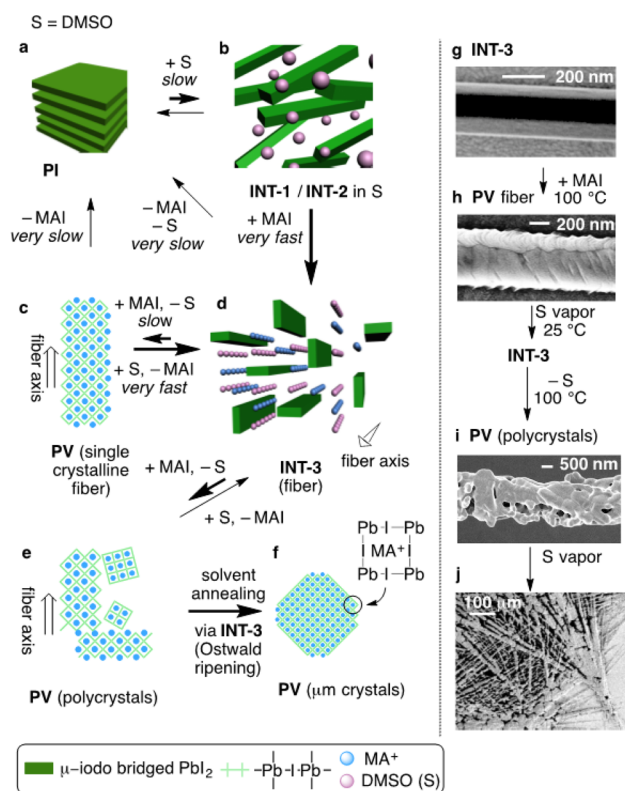 S = DMSO
a
+ S
slow
PI
b
INT-1 / INT-2 in S
– MAI
very slow
– MAI
– S
very slow
+ MAI
very fast
c
fiber axis
+ MAI, – S
slow
+ S, – MAI
very fast
PV (single
crystalline
fiber)
d
fiber axis
INT-3
(fiber)
+ MAI, – S
+ S, – MAI
e
fiber axis
PV (polycrystals)
solvent
annealing
via INT-3
(Ostwald
ripening)
f
Pb–I–Pb
I MA+ I
Pb–I–Pb
PV (μm crystals)
g INT-3
200 nm
+ MAI
100 °C
h PV fiber
200 nm
S vapor
25 °C
INT-3
– S
100 °C
i PV (polycrystals)
500 nm
S vapor
j
100 μm
μ-iodo bridged PbI2
–Pb–I–Pb–
MA+
DMSO (S)